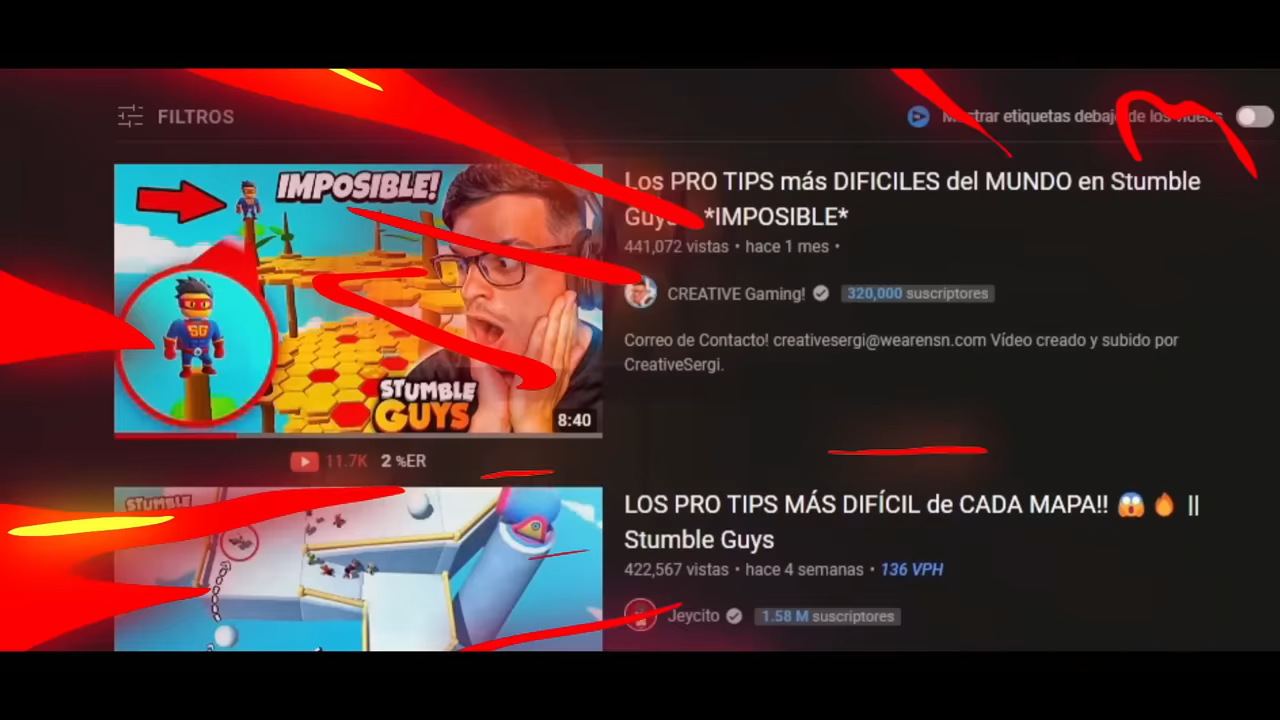 FILTROS
Mostrar etiquetas debajo de los videos
IMPOSIBLE!
SG
STUMBLE
GUYS
8:40
Los PRO TIPS más DIFICILES del MUNDO en Stumble
Guys *IMPOSIBLE*
441,072 vistas • hace 1 mes •
CREATIVE Gaming! 320,000 suscriptores
Correo de Contacto! creativesergi@wearensn.com Vídeo creado y subido por
CreativeSergi.
11.7K 2 %ER
STUMBLE
LOS PRO TIPS MÁS DIFÍCIL de CADA MAPA!! 😱 🔥 ||
Stumble Guys
422,567 vistas • hace 4 semanas • 136 VPH
Jeycito 1.58 M suscriptores